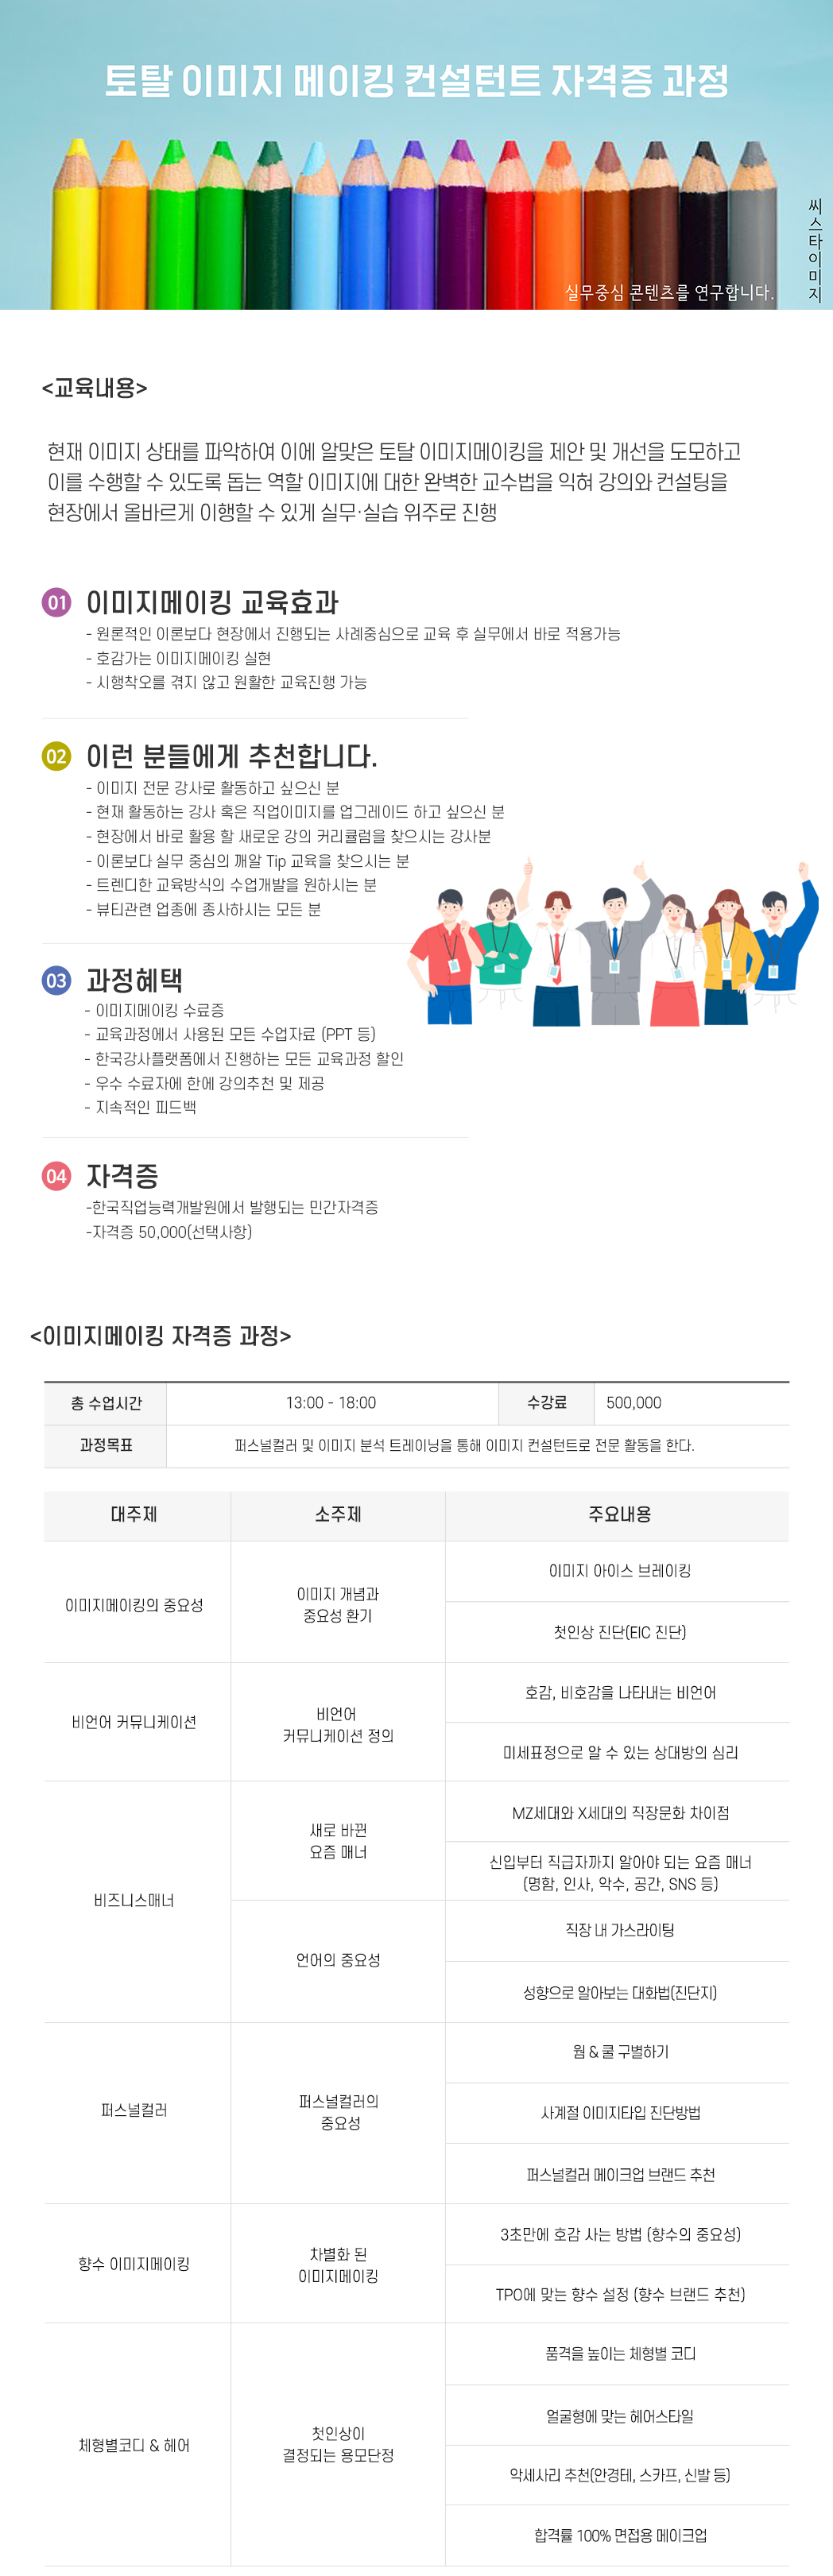 토탈 이미지 메이킹 컨설턴트 자격증 과정
씨스타이미지
실무중심 콘텐츠를 연구합니다.
<교육내용>
현재 이미지 상태를 파악하여 이에 알맞은 토탈 이미지메이킹을 제안 및 개선을 도모하고
이를 수행할 수 있도록 돕는 역할 이미지에 대한 완벽한 교수법을 익혀 강의와 컨설팅을
현장에서 올바르게 이행할 수 있게 실무·실습 위주로 진행
01 이미지메이킹 교육효과
- 원론적인 이론보다 현장에서 진행되는 사례중심으로 교육 후 실무에서 바로 적용가능
- 호감가는 이미지메이킹 실현
- 시행착오를 겪지 않고 원활한 교육진행 가능
02 이런 분들에게 추천합니다.
- 이미지 전문 강사로 활동하고 싶으신 분
- 현재 활동하는 강사 혹은 직업이미지를 업그레이드 하고 싶으신 분
- 현장에서 바로 활용 할 새로운 강의 커리큘럼을 찾으시는 강사분
- 이론보다 실무 중심의 깨알 Tip 교육을 찾으시는 분
- 트렌디한 교육방식의 수업개발을 원하시는 분
- 뷰티관련 업종에 종사하시는 모든 분
03 과정혜택
- 이미지메이킹 수료증
- 교육과정에서 사용된 모든 수업자료 (PPT 등)
- 한국강사플랫폼에서 진행하는 모든 교육과정 할인
- 우수 수료자에 한에 강의추천 및 제공
- 지속적인 피드백
04 자격증
-한국직업능력개발원에서 발행되는 민간자격증
-자격증 50,000(선택사항)
<이미지메이킹 자격증 과정>
총 수업시간 13:00 - 18:00 수강료 500,000
과정목표 퍼스널컬러 및 이미지 분석 트레이닝을 통해 이미지 컨설턴트로 전문 활동을 한다.
대주제 소주제 주요내용
이미지메이킹의 중요성
이미지 개념과
중요성 환기
이미지 아이스 브레이킹
첫인상 진단(EIC 진단)
비언어 커뮤니케이션
비언어
커뮤니케이션 정의
호감, 비호감을 나타내는 비언어
미세표정으로 알 수 있는 상대방의 심리
비즈니스매너
새로 바뀐
요즘 매너
MZ세대와 X세대의 직장문화 차이점
신입부터 직급자까지 알아야 되는 요즘 매너
(명함, 인사, 악수, 공간, SNS 등)
언어의 중요성
직장 내 가스라이팅
성향으로 알아보는 대화법(진단지)
퍼스널컬러
퍼스널컬러의
중요성
웜 & 쿨 구별하기
사계절 이미지타입 진단방법
퍼스널컬러 메이크업 브랜드 추천
향수 이미지메이킹
차별화 된
이미지메이킹
3초만에 호감 사는 방법 (향수의 중요성)
TPO에 맞는 향수 설정 (향수 브랜드 추천)
체형별코디 & 헤어
첫인상이
결정되는 용모단정
품격을 높이는 체형별 코디
얼굴형에 맞는 헤어스타일
악세사리 추천(안경테, 스카프, 신발 등)
합격률 100% 면접용 메이크업